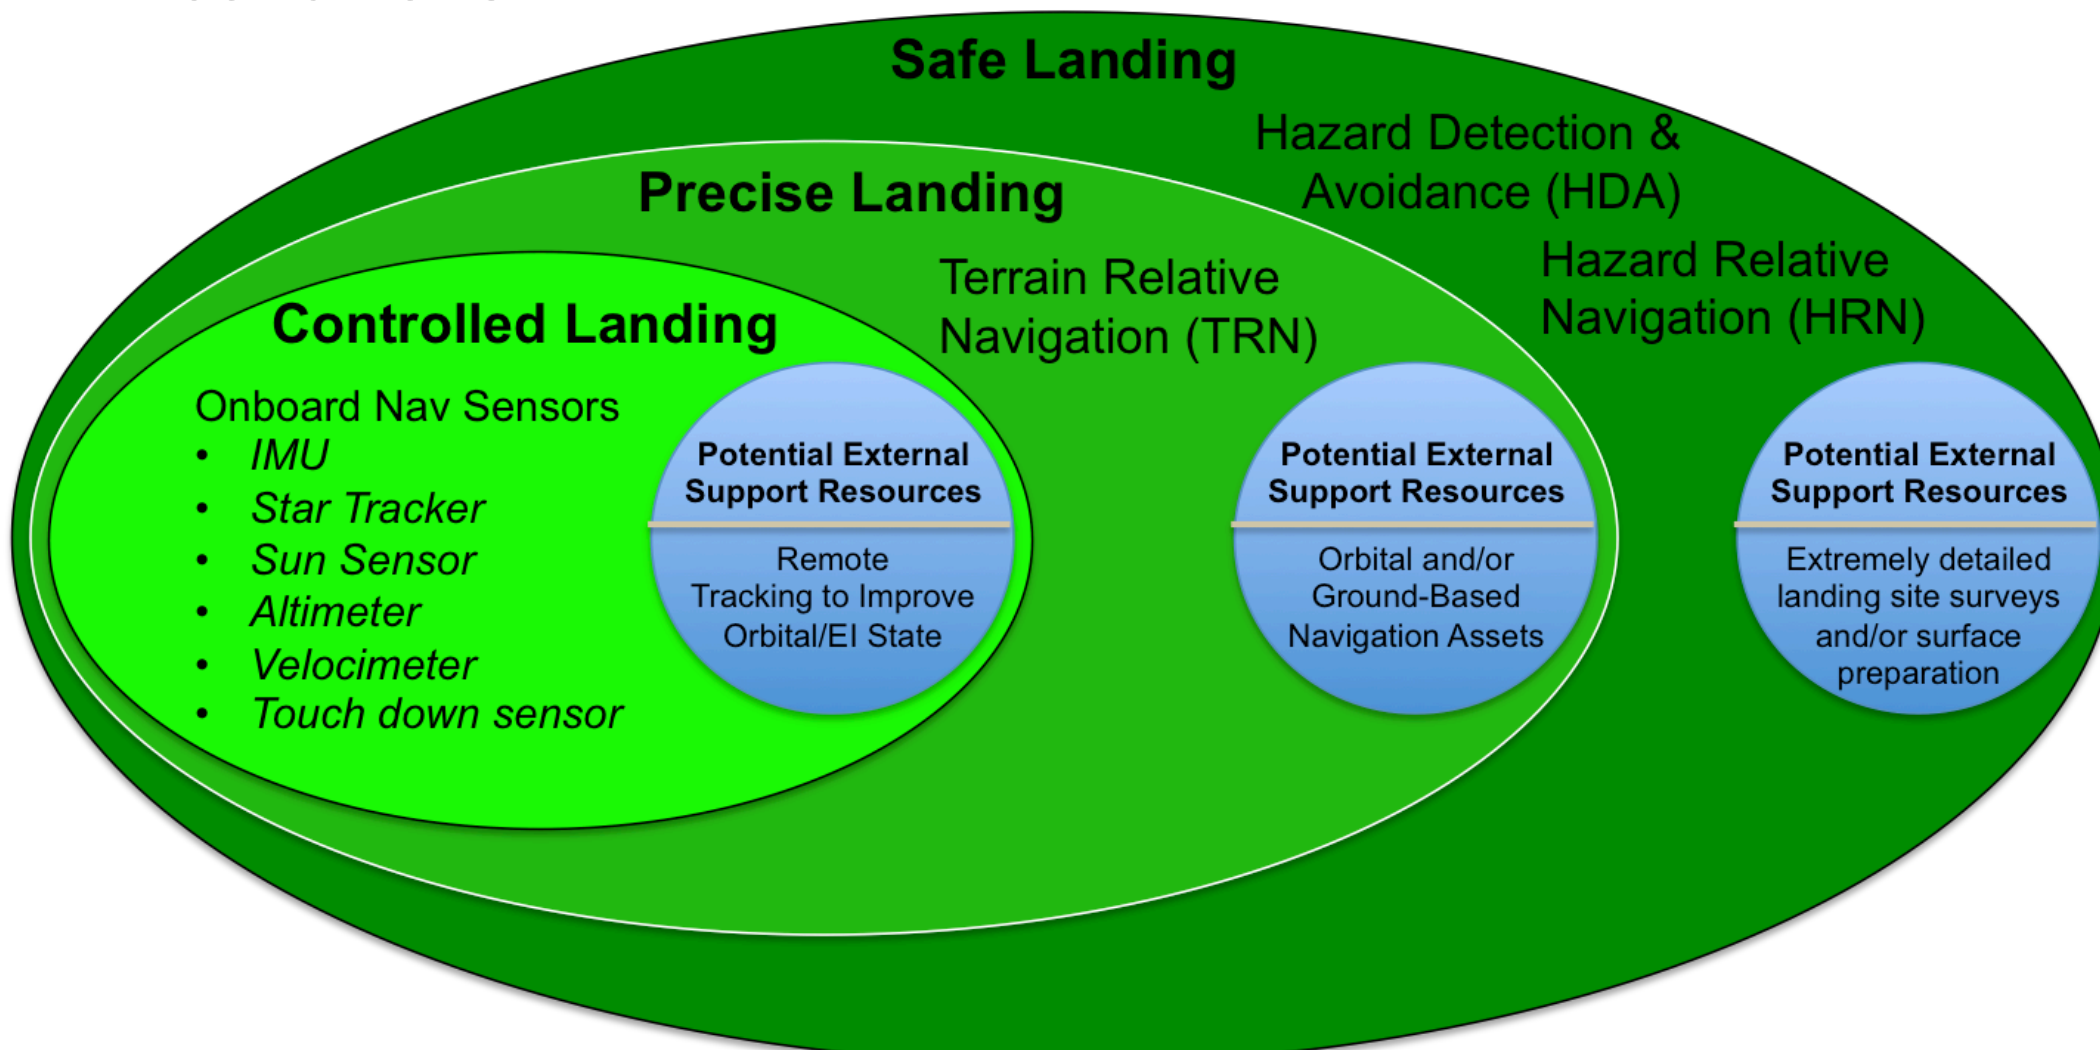 Safe Landing
Hazard Detection &
Avoidance (HDA)
Precise Landing
Hazard Relative
Navigation (HRN)
Terrain Relative
Navigation (TRN)
Controlled Landing
Onboard Nav Sensors
• IMU
• Star Tracker
• Sun Sensor
• Altimeter
• Velocimeter
• Touch down sensor
Potential External
Support Resources
Remote
Tracking to Improve
Orbital/EI State
Potential External
Support Resources
Orbital and/or
Ground-Based
Navigation Assets
Potential External
Support Resources
Extremely detailed
landing site surveys
and/or surface
preparation